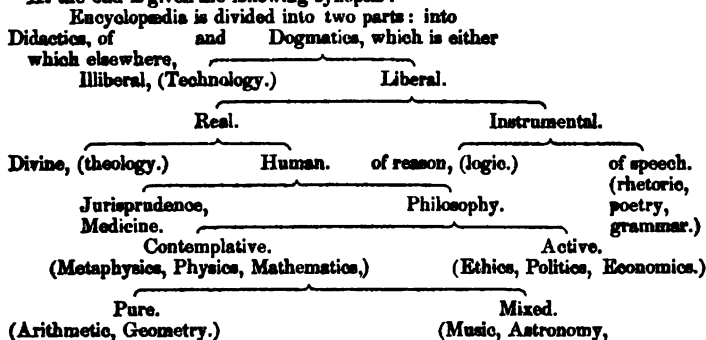 Encyclopædia is divided into two parts: into
Didactics, of and Dogmatics, which is either
which elsewhere,
Illiberal, (Technology.) Liberal.
Real. Instrumental.
Divine, (theology.) Human. of reason, (logic.) of speech.
(rhetoric,
Jurisprudence, Philosophy. poetry,
Medicine. grammar.)
Contemplative. Active.
(Metaphysics, Physics, Mathematics,) (Ethics, Politics, Economics.)
Pure. Mixed.
(Arithmetic, Geometry.) (Music, Astronomy,